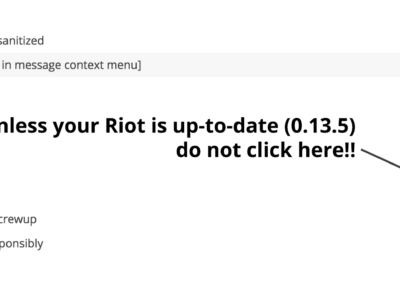 sanitized
in message context menu]
nless your Riot is up-to-date (0.13.5)
do not click here!!
crewup
ponsibly